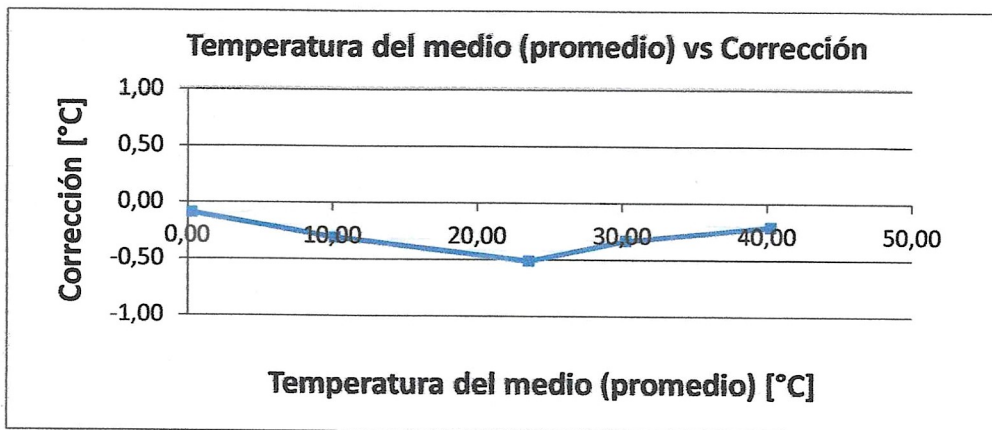 Temperatura del medio (promedio) vs Corrección
Corrección [°C]
1,00
0,50
0,00
-0,50
-1,00
0,00 10,00 20,00 30,00 40,00 50,00
Temperatura del medio (promedio) [°C]